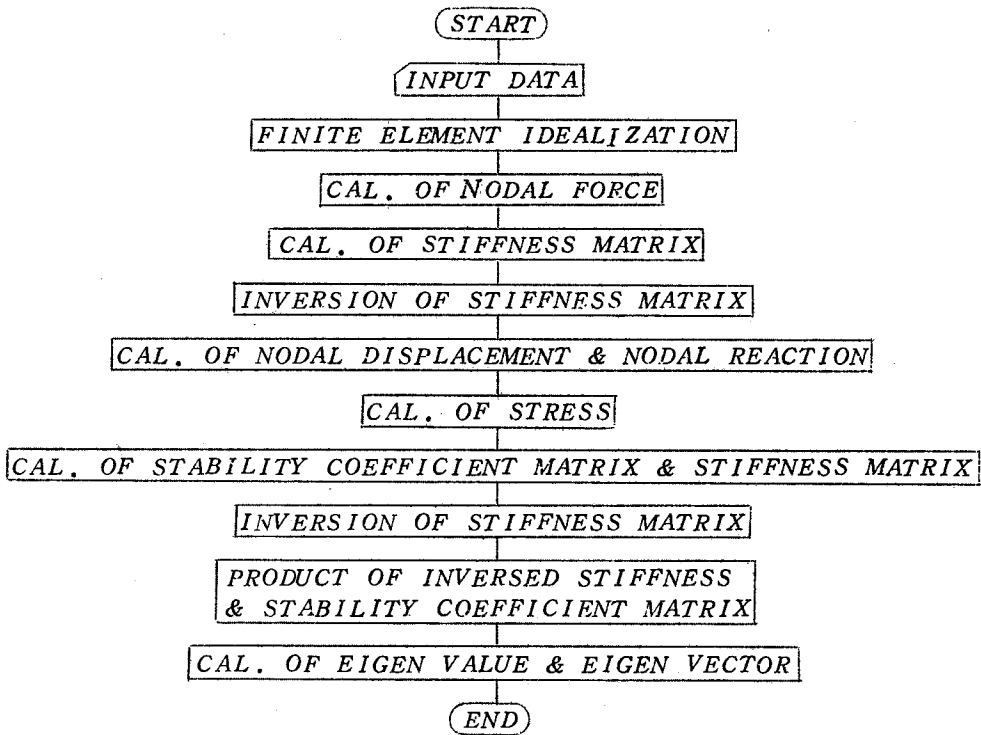 START
INPUT DATA
FINITE ELEMENT IDEALIZATION
CAL. OF NODAL FORCE
CAL. OF STIFFNESS MATRIX
INVERSION OF STIFFNESS MATRIX
CAL. OF NODAL DISPLACEMENT & NODAL REACTION
CAL. OF STRESS
CAL. OF STABILITY COEFFICIENT MATRIX & STIFFNESS MATRIX
INVERSION OF STIFFNESS MATRIX
PRODUCT OF INVERSED STIFFNESS
& STABILITY COEFFICIENT MATRIX
CAL. OF EIGEN VALUE & EIGEN VECTOR
END